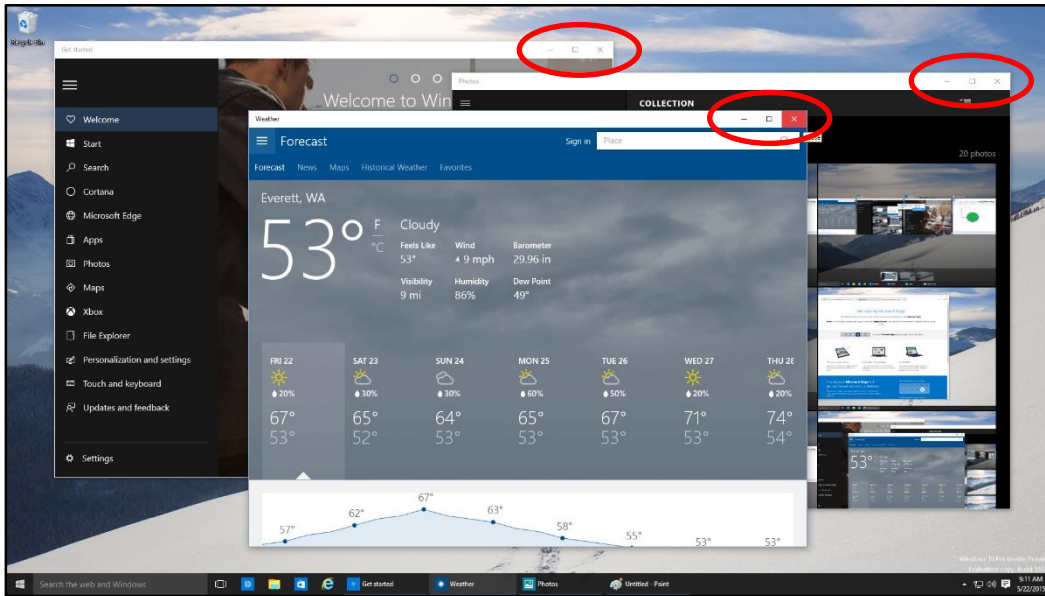 Recycle Bin
Get started
Welcome to Win
Welcome
Start
Search
Cortana
Microsoft Edge
Apps
Photos
Maps
Xbox
File Explorer
Personalization and settings
Touch and keyboard
Updates and feedback
Settings
Photos
COLLECTION
20 photos
Weather
Forecast
Sign in Place
Forecast News Maps Historical Weather Favorites
Everett, WA
53° F
°C
Cloudy
Feels Like Wind Barometer
53° 9 mph 29.96 in
Visibility Humidity Dew Point
9 mi 86% 49°
FRI 22 SAT 23 SUN 24 MON 25 TUE 26 WED 27 THU 28
20% 30% 30% 60% 50% 20% 20%
67° 65° 64° 65° 67° 71° 74°
53° 52° 53° 53° 53° 53° 54°
57° 62° 67° 63° 58° 55° 53° 53°
53°
Search the web and Windows
Get started Weather Photos Untitled - Paint
9:11 AM
5/22/2015